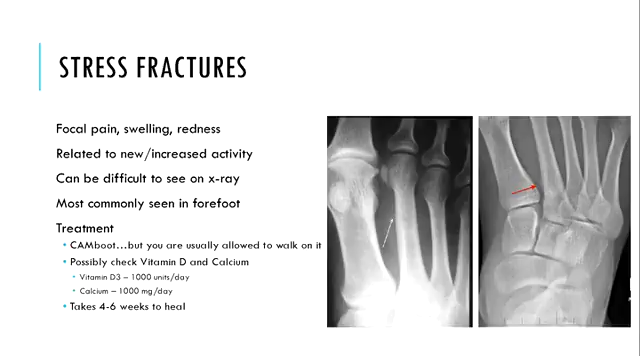 STRESS FRACTURES
Focal pain, swelling, redness
Related to new/increased activity
Can be difficult to see on x-ray
Most commonly seen in forefoot
Treatment
• CAMboot...but you are usually allowed to walk on it
• Possibly check Vitamin D and Calcium
• Vitamin D3 – 1000 units/day
• Calcium – 1000 mg/day
• Takes 4-6 weeks to heal